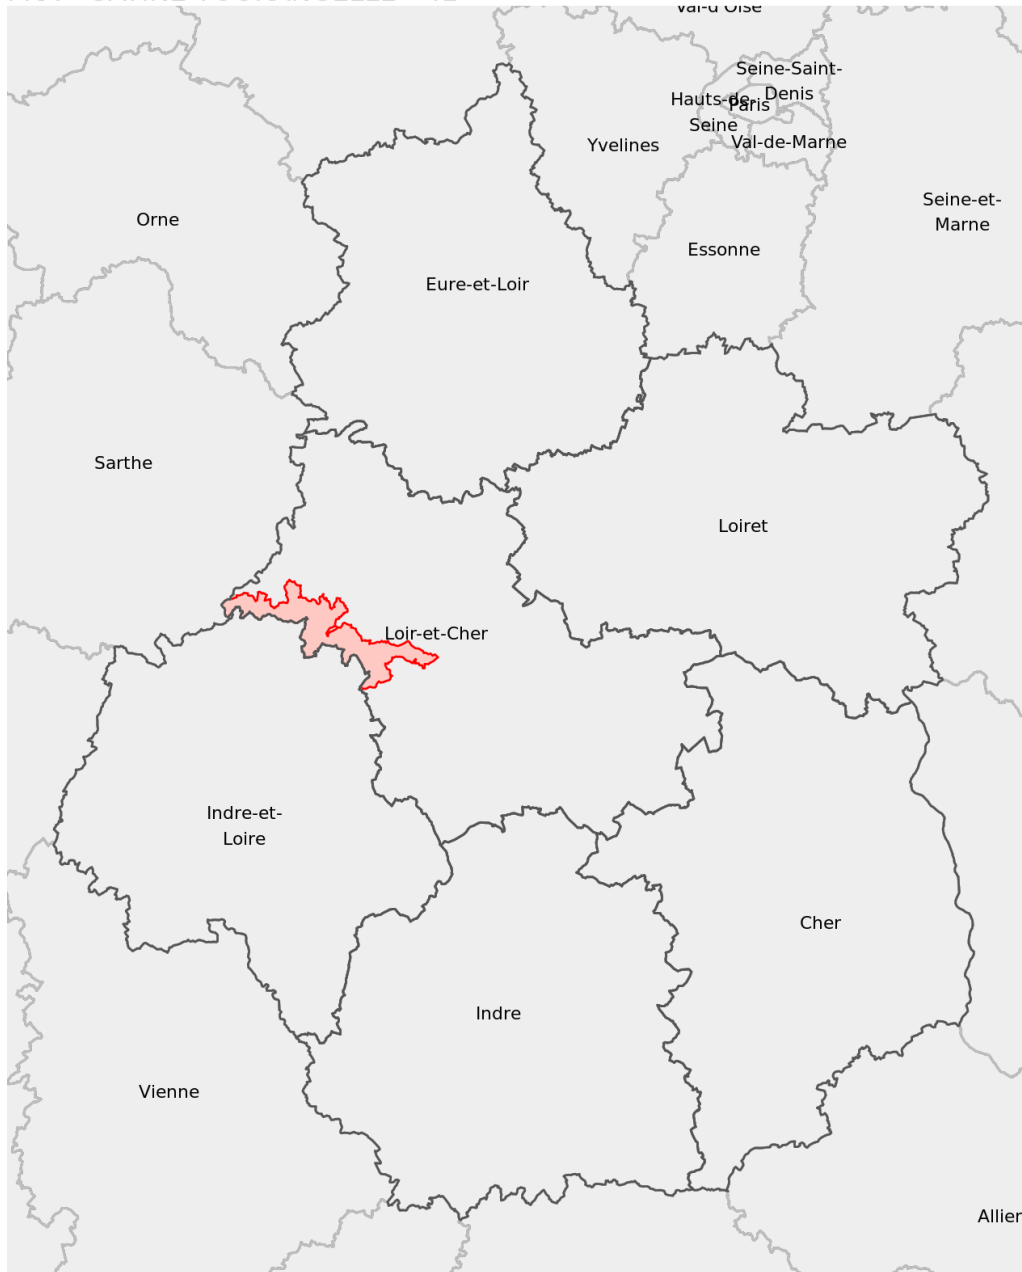 Val-d'Oise
Seine-Saint-
Denis
Hauts-de-
Seine
Paris
Val-de-Marne
Yvelines
Seine-et-
Marne
Orne
Essonne
Eure-et-Loir
Sarthe
Loiret
Loir-et-Cher
Indre-et-
Loire
Cher
Indre
Vienne
Allier